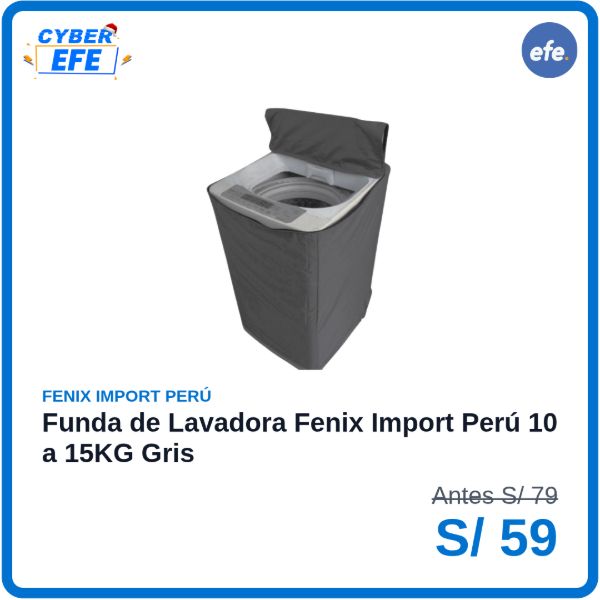 CYBER
EFE
efe.
FENIX IMPORT PERÚ
Funda de Lavadora Fenix Import Perú 10
a 15KG Gris
Antes S/ 79
S/ 59